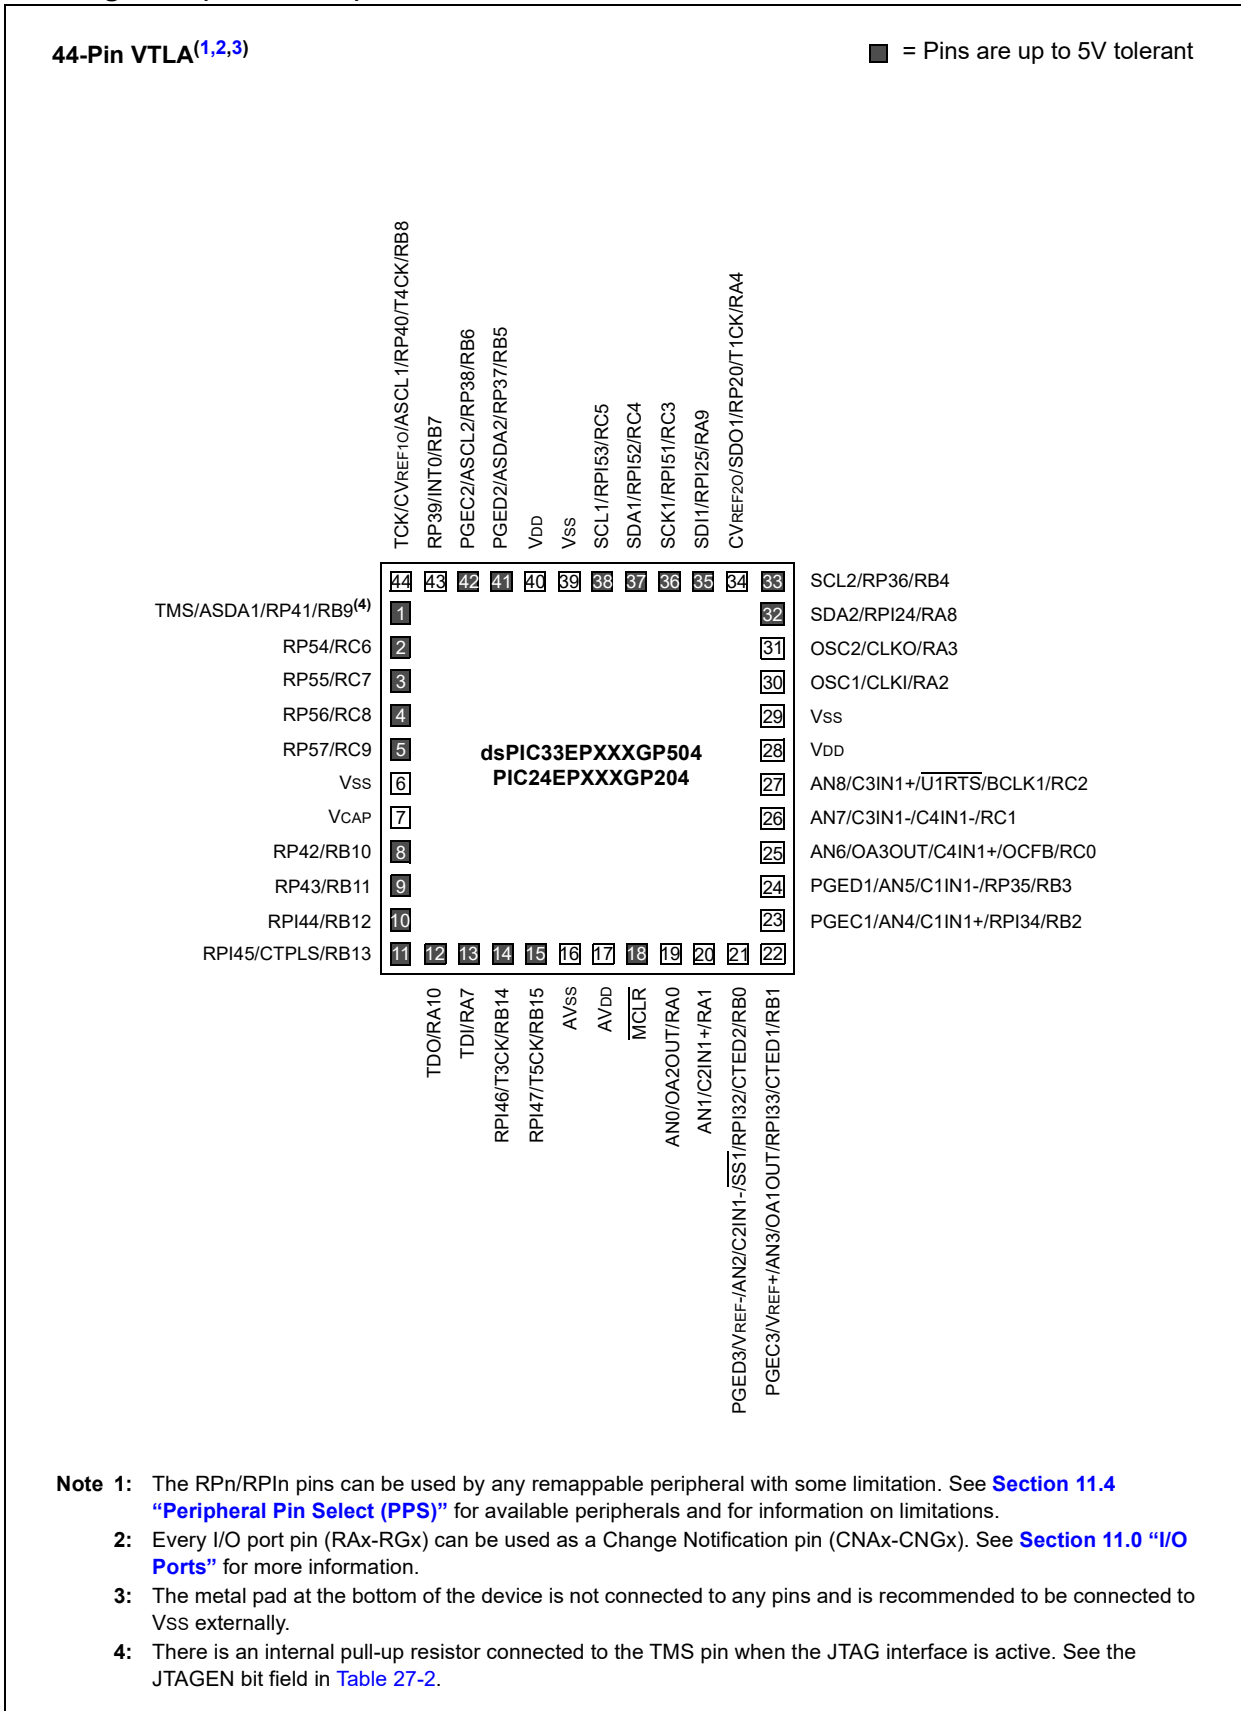 44-Pin VTLA(1,2,3)
= Pins are up to 5V tolerant
TCK/CVREF1O/ASCL1/RP40/T4CK/RB8
RP39/INT0/RB7
PGEC2/ASCL2/RP38/RB6
PGED2/ASDA2/RP37/RB5
VDD
VSS
SCL1/RPI53/RC5
SDA1/RPI52/RC4
SCK1/RPI51/RC3
SDI1/RPI25/RA9
CVREF2O/SDO1/RP20/T1CK/RA4
44 43 42 41 40 39 38 37 36 35 34 33 SCL2/RP36/RB4
TMS/ASDA1/RP41/RB9(4) 1 32 SDA2/RPI24/RA8
RP54/RC6 2 31 OSC2/CLKO/RA3
RP55/RC7 3 30 OSC1/CLKI/RA2
RP56/RC8 4 29 VSS
RP57/RC9 5 dsPIC33EPXXXGP504 28 VDD
VSS 6 PIC24EPXXXGP204 27 AN8/C3IN1+/U1RTS/BCLK1/RC2
VCAP 7 26 AN7/C3IN1-/C4IN1-/RC1
RP42/RB10 8 25 AN6/OA3OUT/C4IN1+/OCFB/RC0
RP43/RB11 9 24 PGED1/AN5/C1IN1-/RP35/RB3
RPI44/RB12 10 23 PGEC1/AN4/C1IN1+/RPI34/RB2
RPI45/CTPLS/RB13 11 12 13 14 15 16 17 18 19 20 21 22
TDO/RA10
TDI/RA7
RPI46/T3CK/RB14
RPI47/T5CK/RB15
AVSS
AVDD
MCLR
AN0/OA2OUT/RA0
AN1/C2IN1+/RA1
PGED3/VREF-/AN2/C2IN1-/SS1/RPI32/CTED2/RB0
PGEC3/VREF+/AN3/OA1OUT/RPI33/CTED1/RB1
Note 1: The RPn/RPIn pins can be used by any remappable peripheral with some limitation. See Section 11.4
“Peripheral Pin Select (PPS)” for available peripherals and for information on limitations.
2: Every I/O port pin (RAx-RGx) can be used as a Change Notification pin (CNAx-CNGx). See Section 11.0 “I/O
Ports” for more information.
3: The metal pad at the bottom of the device is not connected to any pins and is recommended to be connected to
VSS externally.
4: There is an internal pull-up resistor connected to the TMS pin when the JTAG interface is active. See the
JTAGEN bit field in Table 27-2.